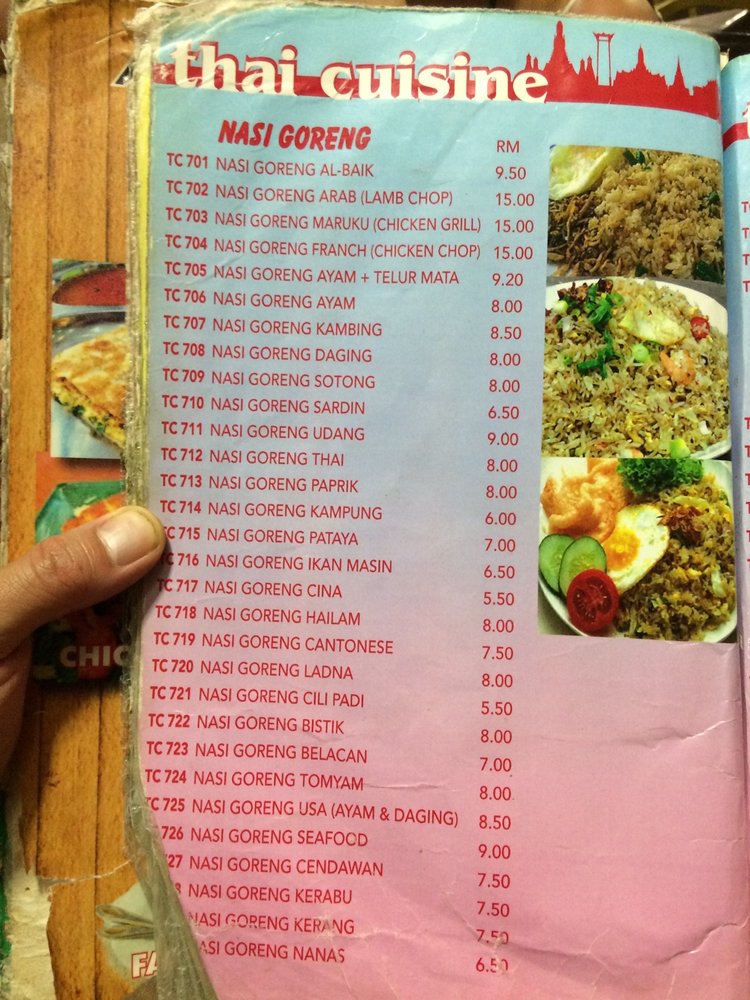 thai cuisine
NASI GORENG RM
TC 701 NASI GORENG AL-BAIK 9.50
TC 702 NASI GORENG ARAB (LAMB CHOP) 15.00
TC 703 NASI GORENG MARUKU (CHICKEN GRILL) 15.00
TC 704 NASI GORENG FRANCH (CHICKEN CHOP) 15.00
TC 705 NASI GORENG AYAM + TELUR MATA 9.20
TC 706 NASI GORENG AYAM 8.00
TC 707 NASI GORENG KAMBING 8.50
TC 708 NASI GORENG DAGING 8.00
TC 709 NASI GORENG SOTONG 8.00
TC 710 NASI GORENG SARDIN 6.50
TC 711 NASI GORENG UDANG 9.00
TC 712 NASI GORENG THAI 8.00
TC 713 NASI GORENG PAPRIK 8.00
TC 714 NASI GORENG KAMPUNG 6.00
TC 715 NASI GORENG PATAYA 7.00
TC 716 NASI GORENG IKAN MASIN 6.50
TC 717 NASI GORENG CINA 5.50
TC 718 NASI GORENG HAILAM 8.00
TC 719 NASI GORENG CANTONESE 7.50
TC 720 NASI GORENG LADNA 8.00
TC 721 NASI GORENG CILI PADI 5.50
TC 722 NASI GORENG BISTIK 8.00
TC 723 NASI GORENG BELACAN 7.00
TC 724 NASI GORENG TOMYAM 8.00
TC 725 NASI GORENG USA (AYAM & DAGING) 8.50
726 NASI GORENG SEAFOOD 9.00
27 NASI GORENG CENDAWAN 7.50
8 NASI GORENG KERABU 7.50
NASI GORENG KERANG 7.50
ASI GORENG NANAS 6.50
CHIC
FA